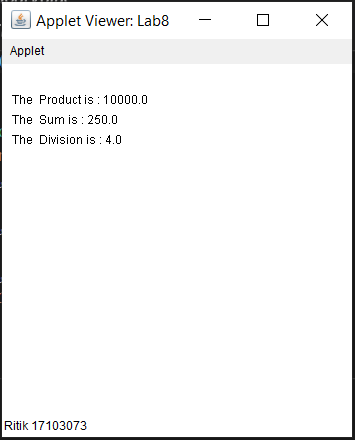 Applet Viewer: Lab8
Applet
The  Product is : 10000.0
The  Sum is : 250.0
The  Division is : 4.0
Ritik 17103073